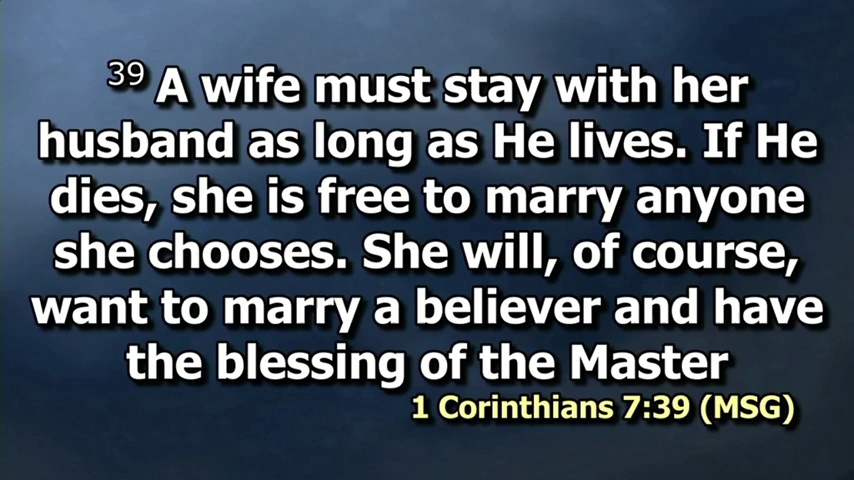 39 A wife must stay with her
husband as long as He lives. If He
dies, she is free to marry anyone
she chooses. She will, of course,
want to marry a believer and have
the blessing of the Master
1 Corinthians 7:39 (MSG)